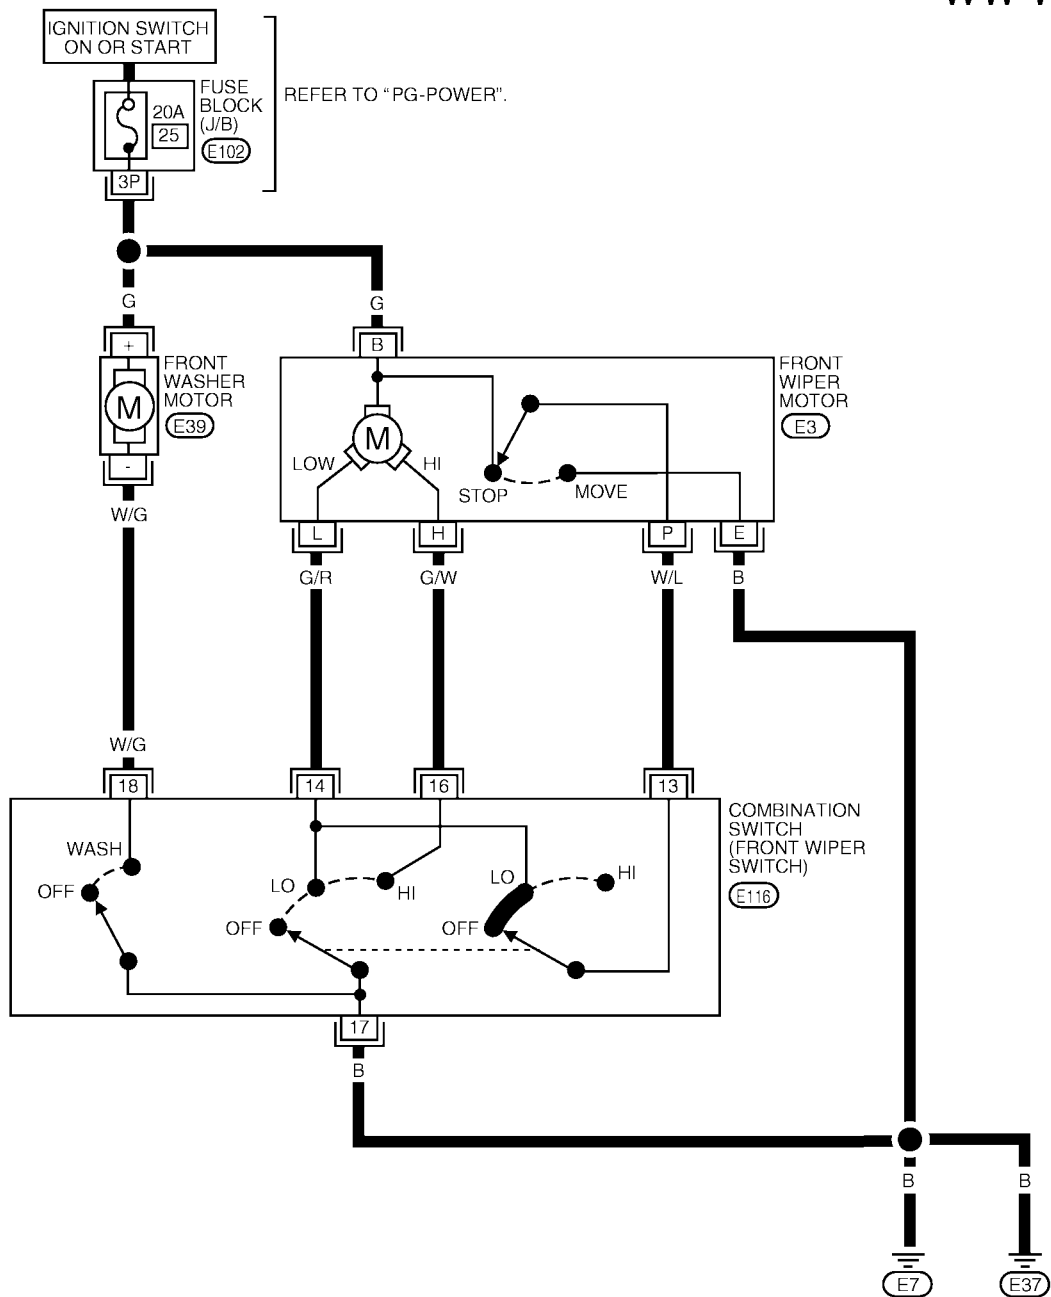 IGNITION SWITCH
ON OR START
FUSE
BLOCK
(J/B)
E102
20A
25
REFER TO "PG-POWER".
3P
G
G
+
FRONT
WASHER
MOTOR
E39
M
-
W/G
B
FRONT
WIPER
MOTOR
E3
M
LOW
HI
STOP
MOVE
L
H
P
E
G/R
G/W
W/L
B
W/G
18
14
16
13
COMBINATION
SWITCH
(FRONT WIPER
SWITCH)
E116
WASH
OFF
LO
HI
OFF
LO
HI
OFF
17
B
B
B
E7
E37